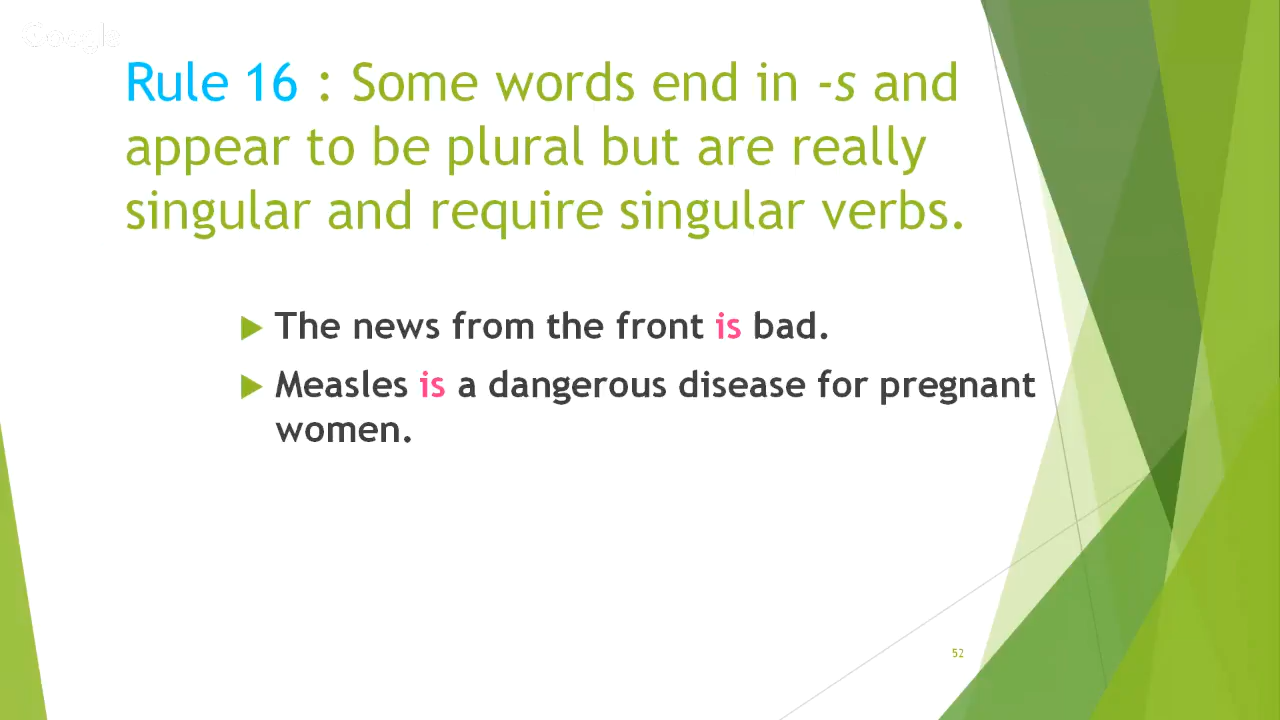 Google
Rule 16 : Some words end in -s and
appear to be plural but are really
singular and require singular verbs.
The news from the front is bad.
Measles is a dangerous disease for pregnant
women.
52